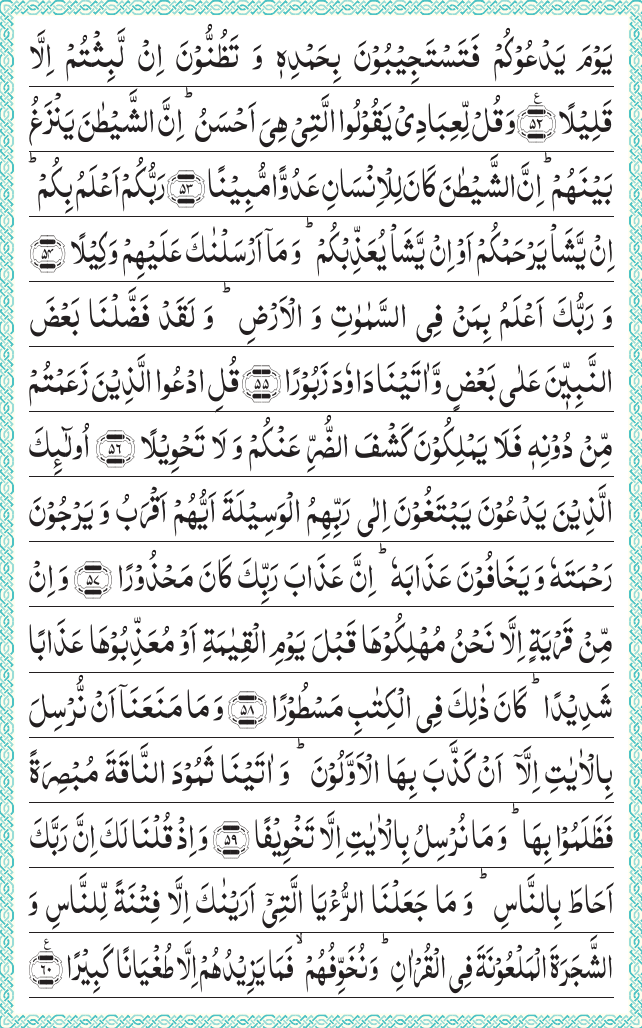 يَوْمَ يَدْعُوْكُمْ فَتَسْتَجِيْبُوْنَ بِحَمْدِهٖ وَ تَظُنُّوْنَ اِنْ لَّبِثْتُمْ اِلَّا
قَلِيْلًا ۵۲ ع وَ قُلْ لِّعِبَادِیْ يَقُوْلُوا الَّتِیْ هِیَ اَحْسَنُ ؕ اِنَّ الشَّيْطٰنَ يَنْزَغُ
بَيْنَهُمْ ؕ اِنَّ الشَّيْطٰنَ كَانَ لِلْاِنْسَانِ عَدُوًّا مُّبِيْنًا ۵۳ رَبُّكُمْ اَعْلَمُ بِكُمْ ؕ
اِنْ يَّشَاْ يَرْحَمْكُمْ اَوْ اِنْ يَّشَاْ يُعَذِّبْكُمْ ؕ وَ مَاۤ اَرْسَلْنٰكَ عَلَيْهِمْ وَكِيْلًا ۵۴
وَ رَبُّكَ اَعْلَمُ بِمَنْ فِی السَّمٰوٰتِ وَ الْاَرْضِ ؕ وَ لَقَدْ فَضَّلْنَا بَعْضَ
النَّبِيّٖنَ عَلٰی بَعْضٍ وَّ اٰتَيْنَا دَاوٗدَ زَبُوْرًا ۵۵ قُلِ ادْعُوا الَّذِيْنَ زَعَمْتُمْ
مِّنْ دُوْنِهٖ فَلَا يَمْلِكُوْنَ كَشْفَ الضُّرِّ عَنْكُمْ وَ لَا تَحْوِيْلًا ۵۶ اُولٰٓئِكَ
الَّذِيْنَ يَدْعُوْنَ يَبْتَغُوْنَ اِلٰی رَبِّهِمُ الْوَسِيْلَةَ اَيُّهُمْ اَقْرَبُ وَ يَرْجُوْنَ
رَحْمَتَهٗ وَ يَخَافُوْنَ عَذَابَهٗ ؕ اِنَّ عَذَابَ رَبِّكَ كَانَ مَحْذُوْرًا ۵۷ وَ اِنْ
مِّنْ قَرْيَةٍ اِلَّا نَحْنُ مُهْلِكُوْهَا قَبْلَ يَوْمِ الْقِيٰمَةِ اَوْ مُعَذِّبُوْهَا عَذَابًا
شَدِيْدًا ؕ كَانَ ذٰلِكَ فِی الْكِتٰبِ مَسْطُوْرًا ۵۸ وَ مَا مَنَعَنَاۤ اَنْ نُّرْسِلَ
بِالْاٰيٰتِ اِلَّاۤ اَنْ كَذَّبَ بِهَا الْاَوَّلُوْنَ ؕ وَ اٰتَيْنَا ثَمُوْدَ النَّاقَةَ مُبْصِرَةً
فَظَلَمُوْا بِهَا ؕ وَ مَا نُرْسِلُ بِالْاٰيٰتِ اِلَّا تَخْوِيْفًا ۵۹ وَ اِذْ قُلْنَا لَكَ اِنَّ رَبَّكَ
اَحَاطَ بِالنَّاسِ ؕ وَ مَا جَعَلْنَا الرُّءْيَا الَّتِیْۤ اَرَيْنٰكَ اِلَّا فِتْنَةً لِّلنَّاسِ وَ
الشَّجَرَةَ الْمَلْعُوْنَةَ فِی الْقُرْاٰنِ ؕ وَ نُخَوِّفُهُمْ ۙ فَمَا يَزِيْدُهُمْ اِلَّا طُغْيَانًا كَبِيْرًا ۶۰ ع